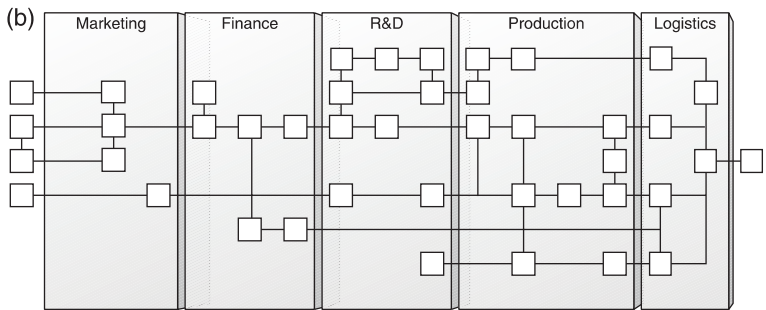 (b)
Marketing
Finance
R&D
Production
Logistics